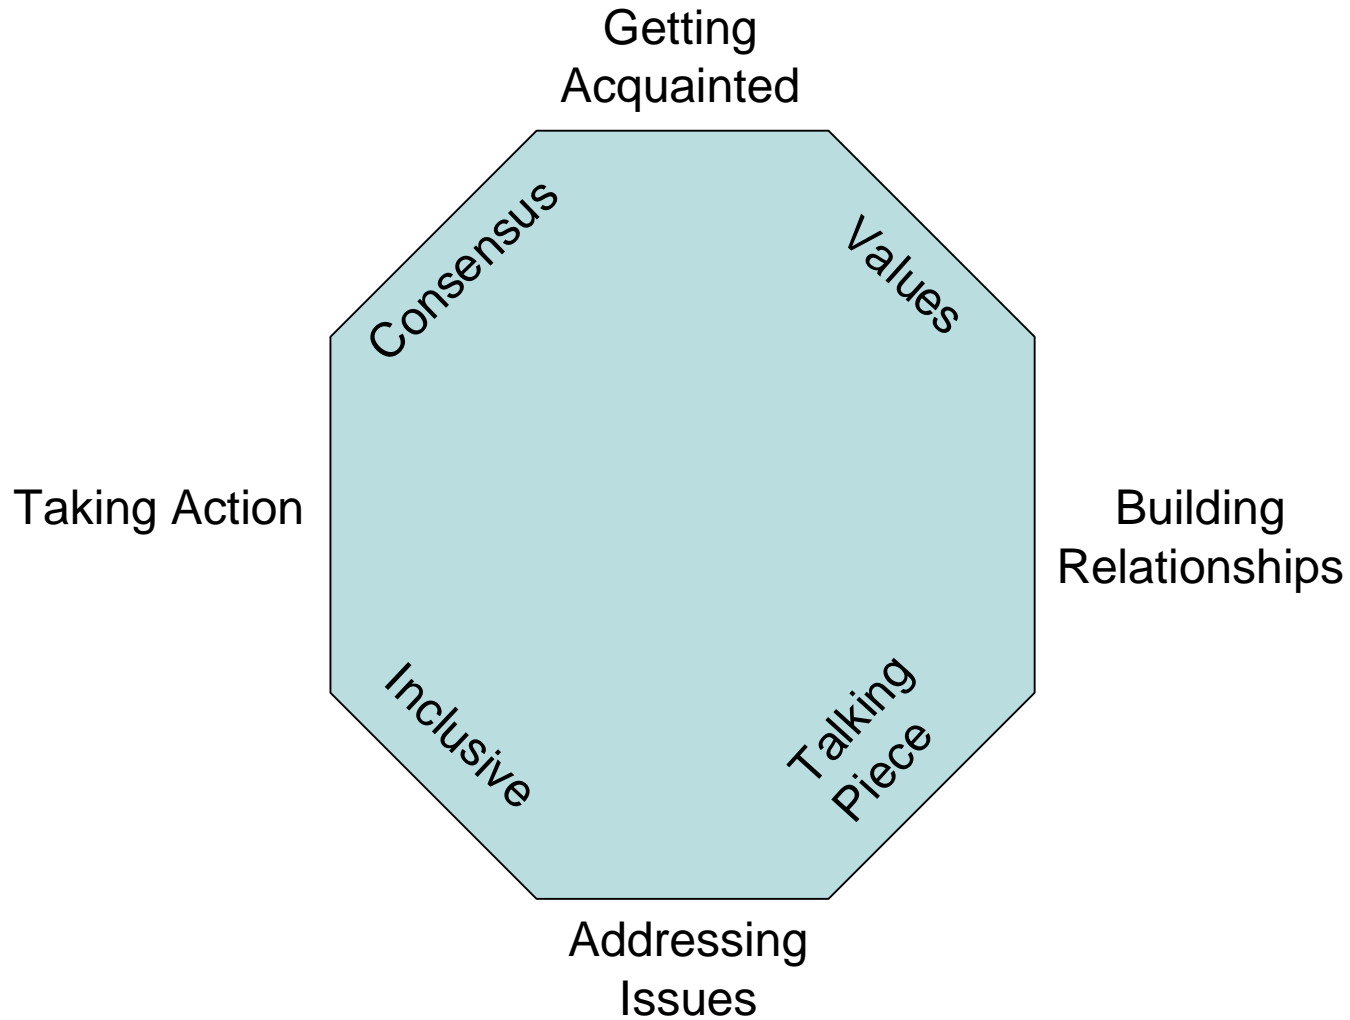 Getting
Acquainted
Consensus
Values
Taking Action
Building
Relationships
Inclusive
Talking
Piece
Addressing
Issues